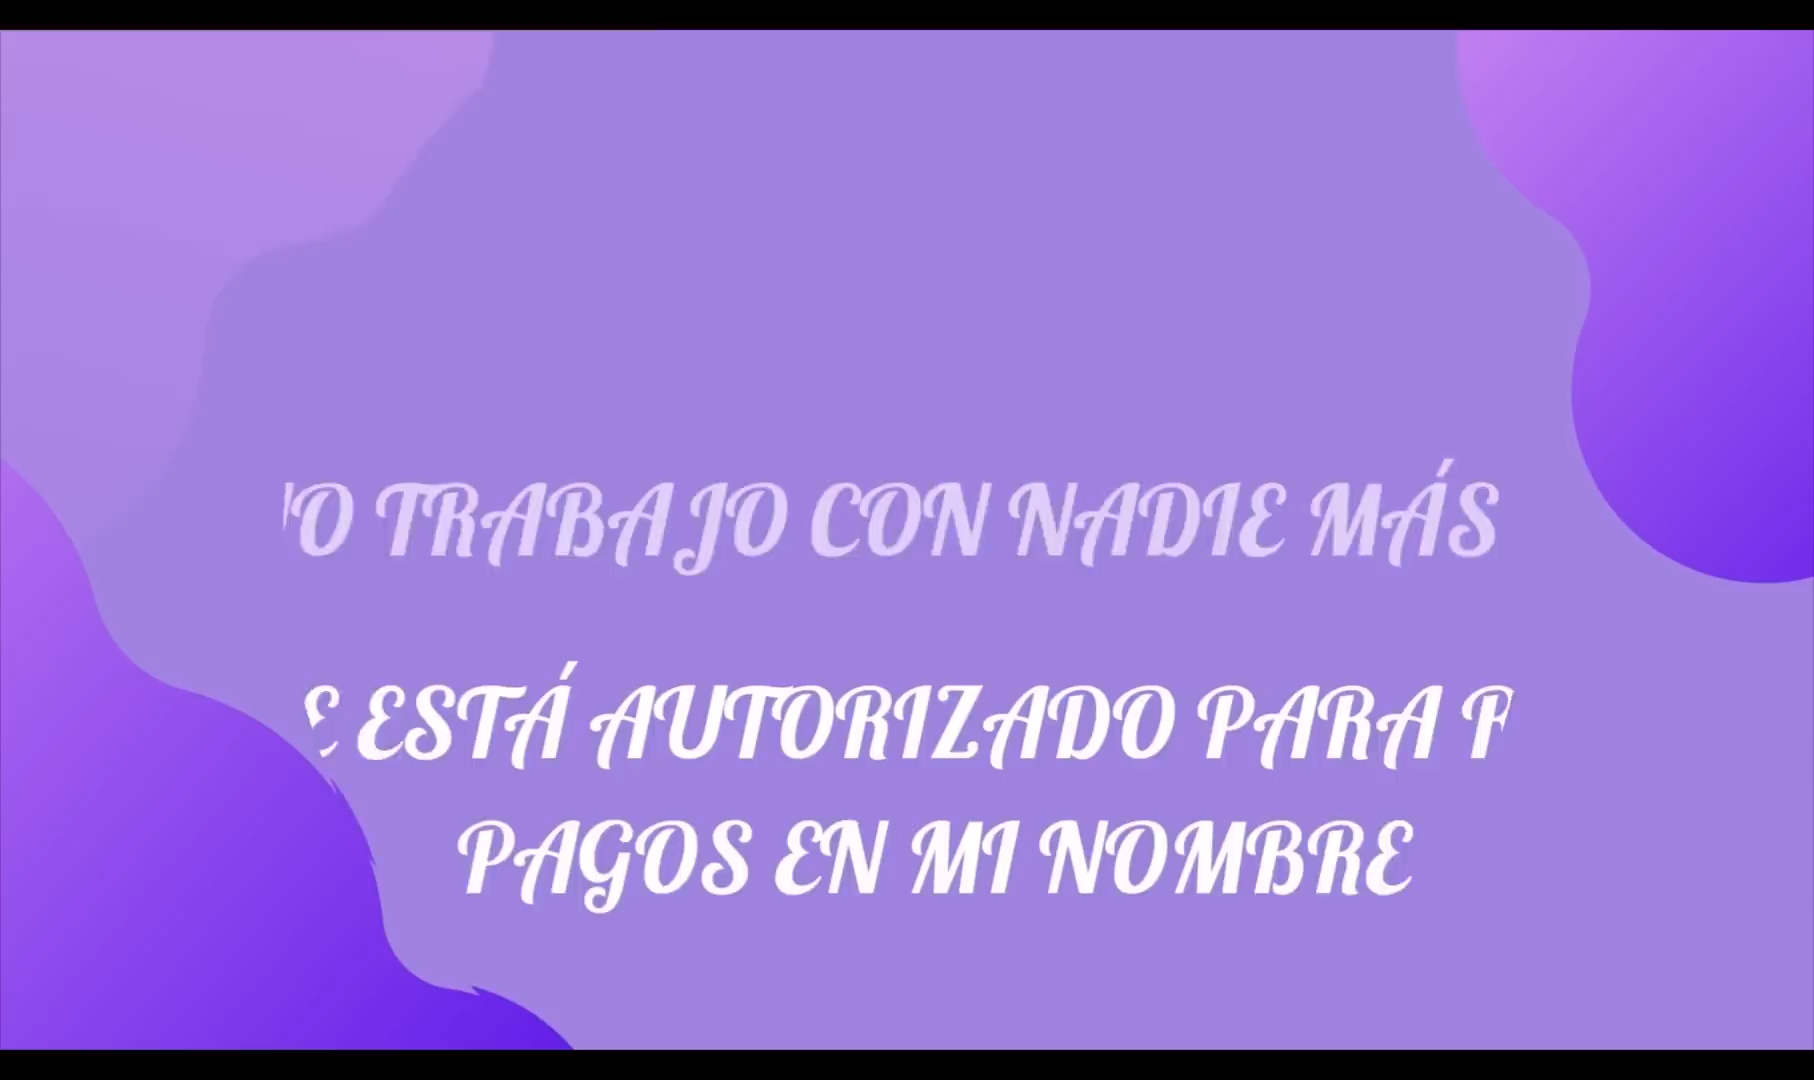 O TRABAJO CON NADIE MÁS
E ESTÁ AUTORIZADO PARA
PAGOS EN MI NOMBRE